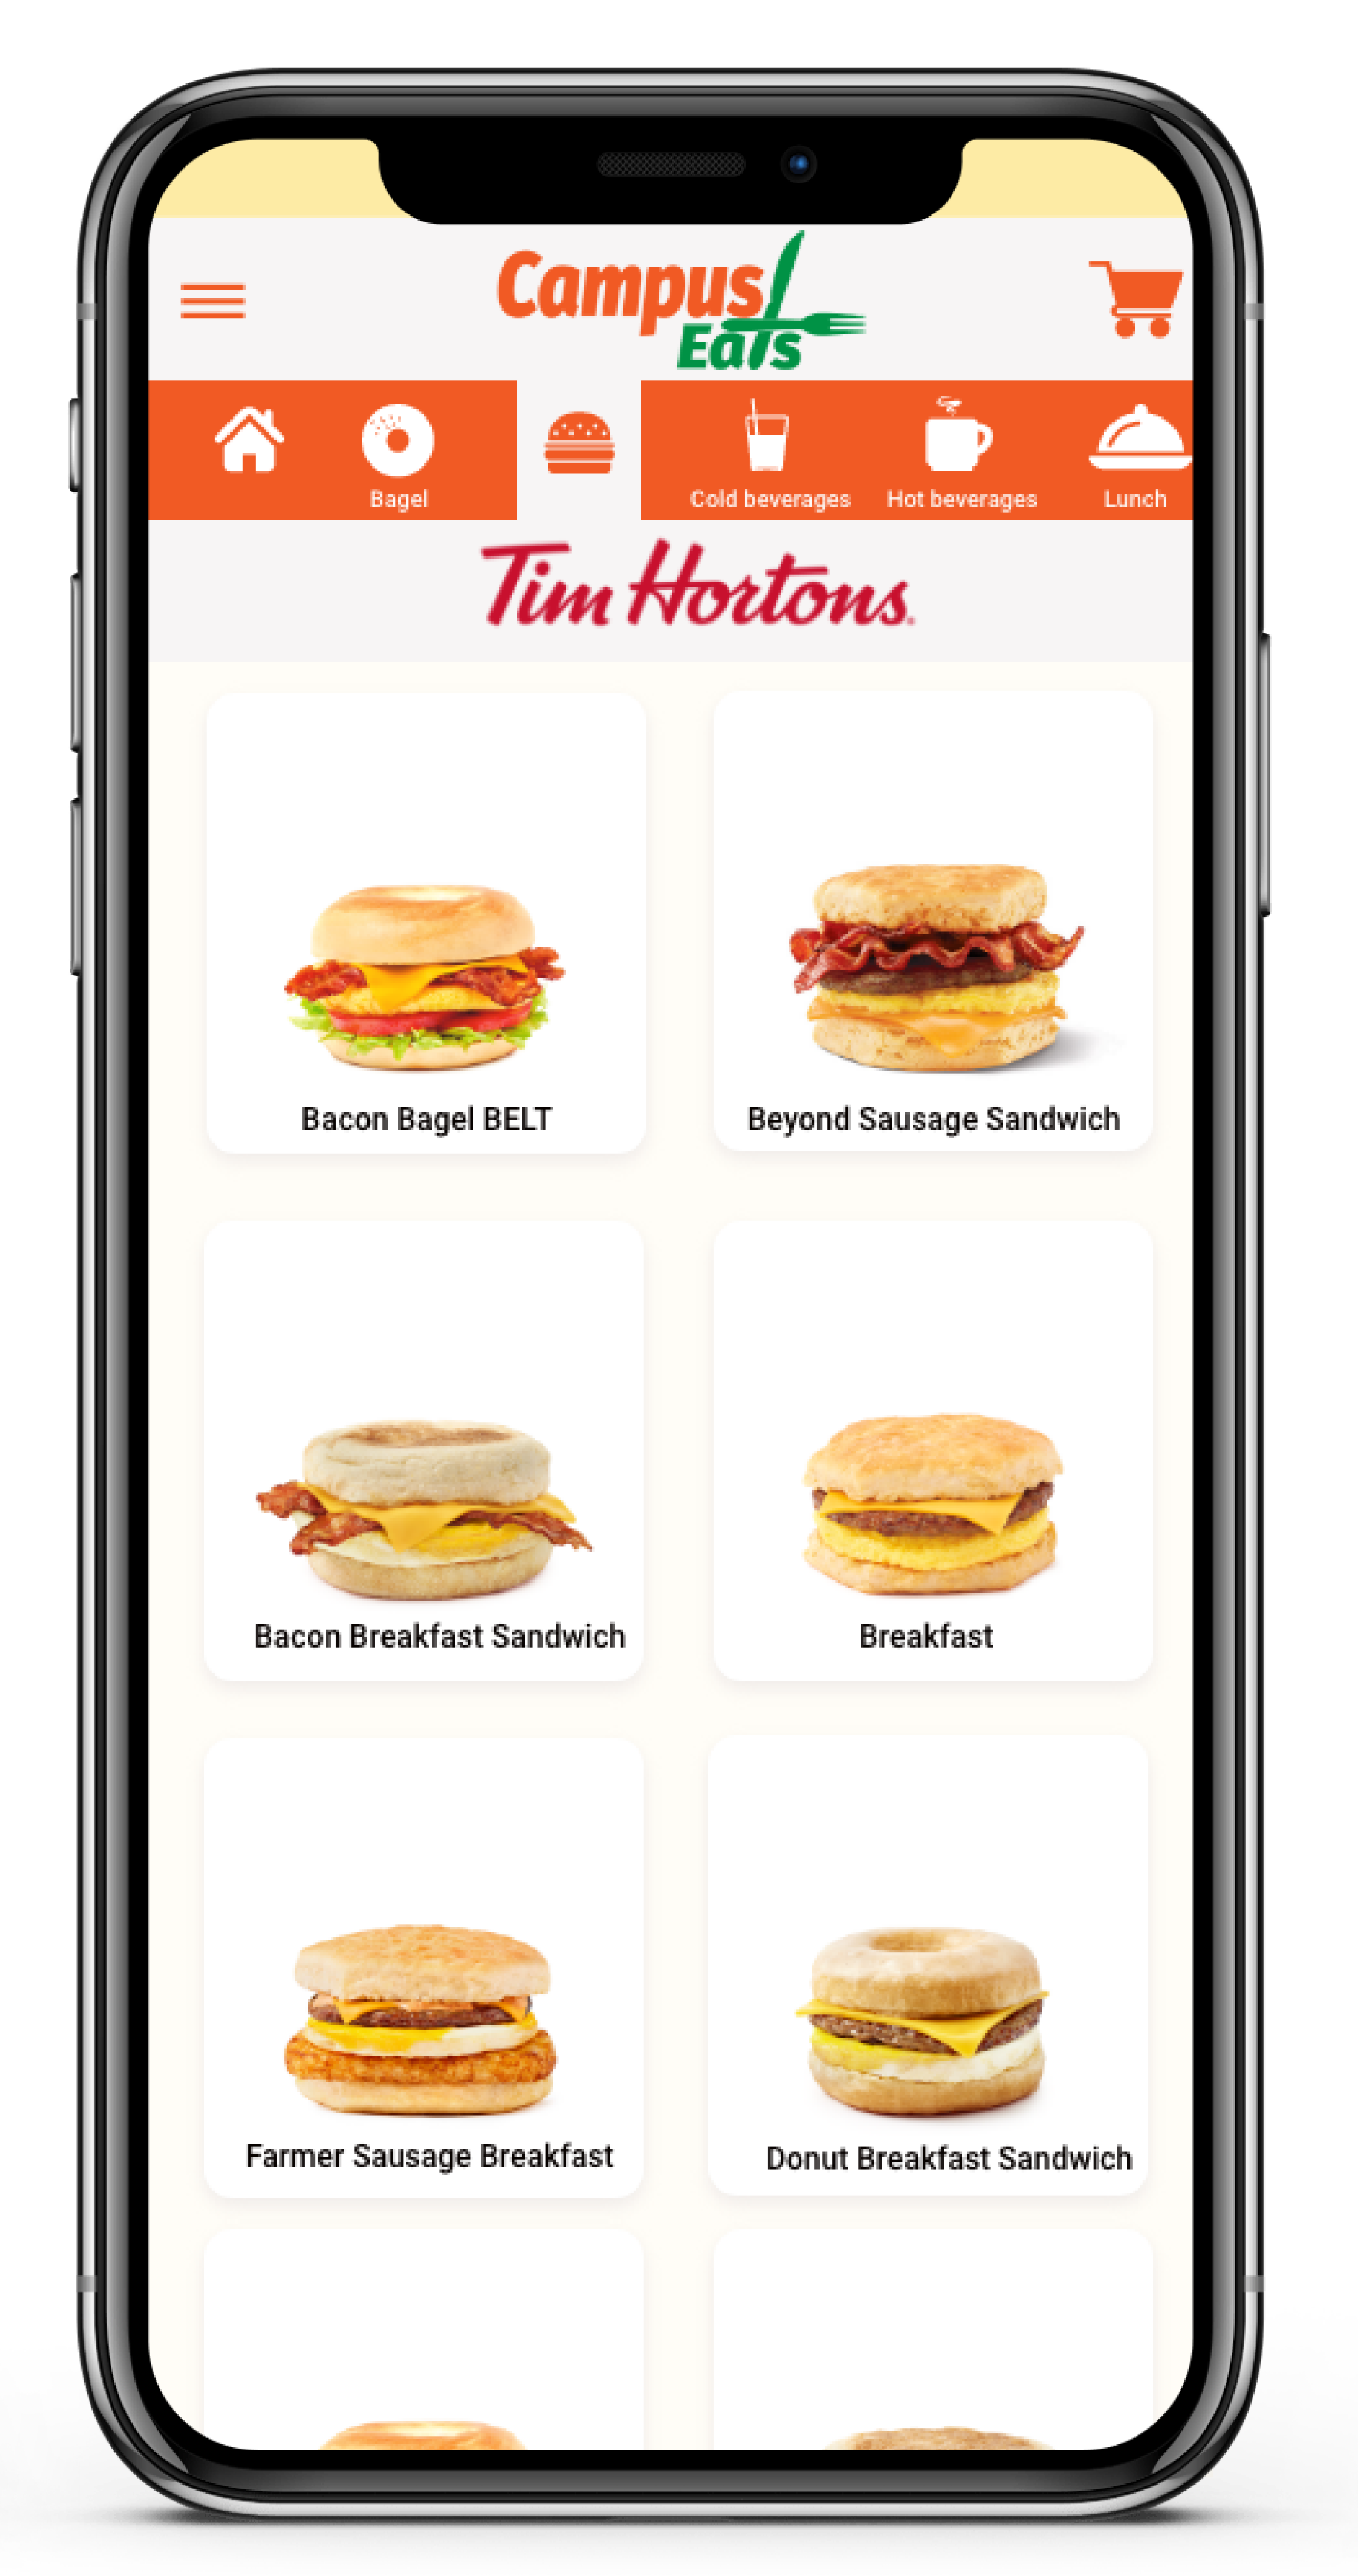 Campus
Eats
Bagel
Cold beverages
Hot beverages
Lunch
Tim Hortons.
Bacon Bagel BELT
Beyond Sausage Sandwich
Bacon Breakfast Sandwich
Breakfast
Farmer Sausage Breakfast
Donut Breakfast Sandwich